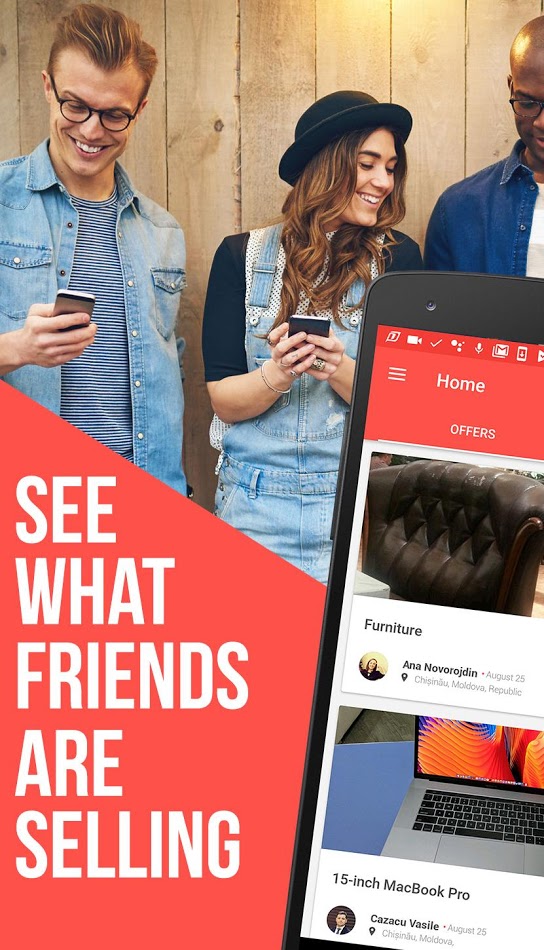 Home
OFFERS
SEE
WHAT
FRIENDS
ARE
SELLING
Furniture
Ana Novorojdin • August 25
Chișinău, Moldova, Republic
15-inch MacBook Pro
Cazacu Vasile • August 25
Chișinău, Moldova,